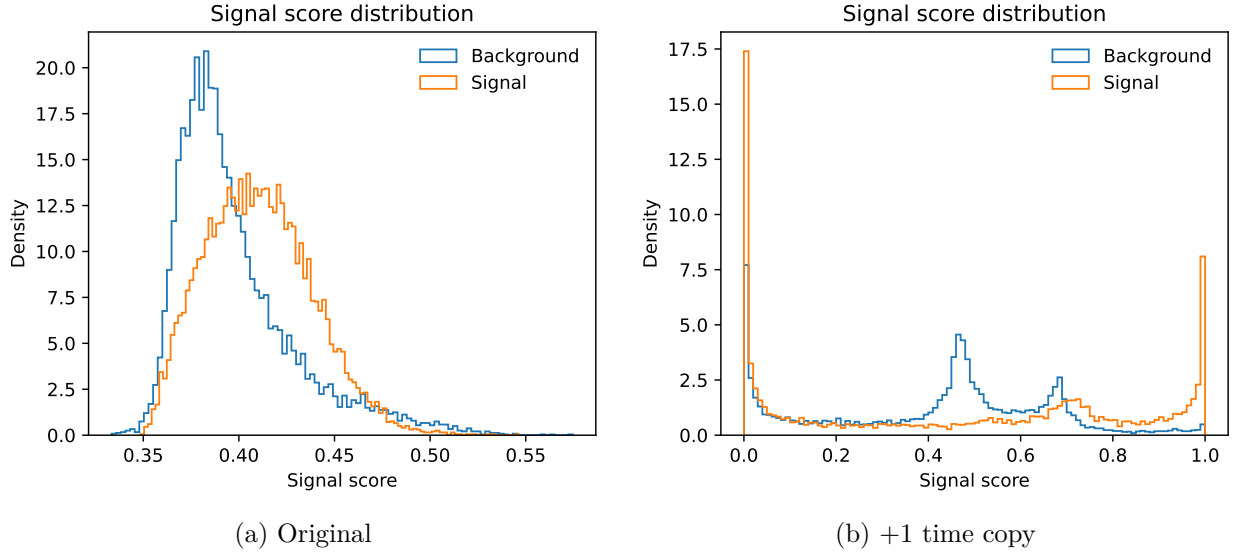 Signal score distribution
Background
Signal
20.0
17.5
15.0
12.5
10.0
7.5
5.0
2.5
0.0
Density
0.35
0.40
0.45
0.50
0.55
Signal score
(a) Original
Signal score distribution
Background
Signal
17.5
15.0
12.5
10.0
7.5
5.0
2.5
0.0
Density
0.0
0.2
0.4
0.6
0.8
1.0
Signal score
(b) +1 time copy